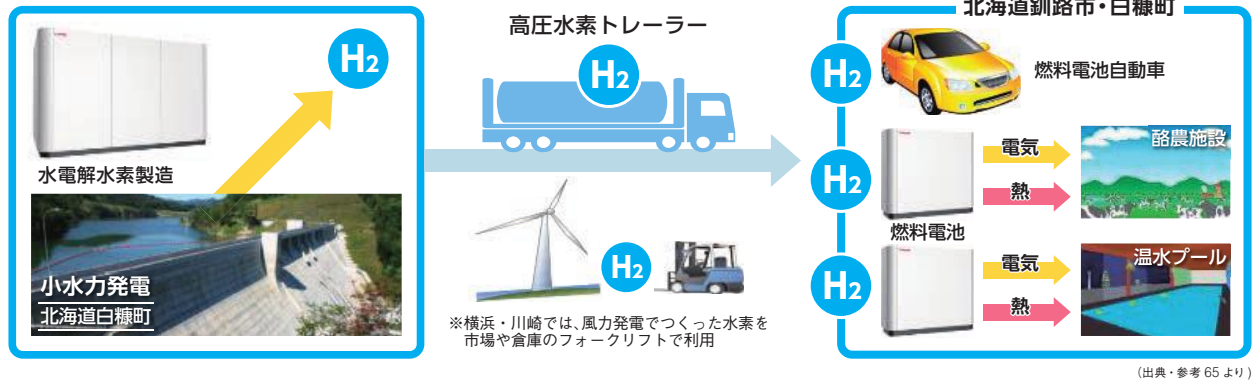 H2
水電解水素製造
小水力発電
北海道白糠町
高圧水素トレーラー
H2
H2
※横浜・川崎では、風力発電でつくった水素を
市場や倉庫のフォークリフトで利用
北海道釧路市・白糠町
H2
燃料電池自動車
H2
電気
熱
酪農施設
燃料電池
H2
電気
熱
温水プール
(出典・参考 65 より)